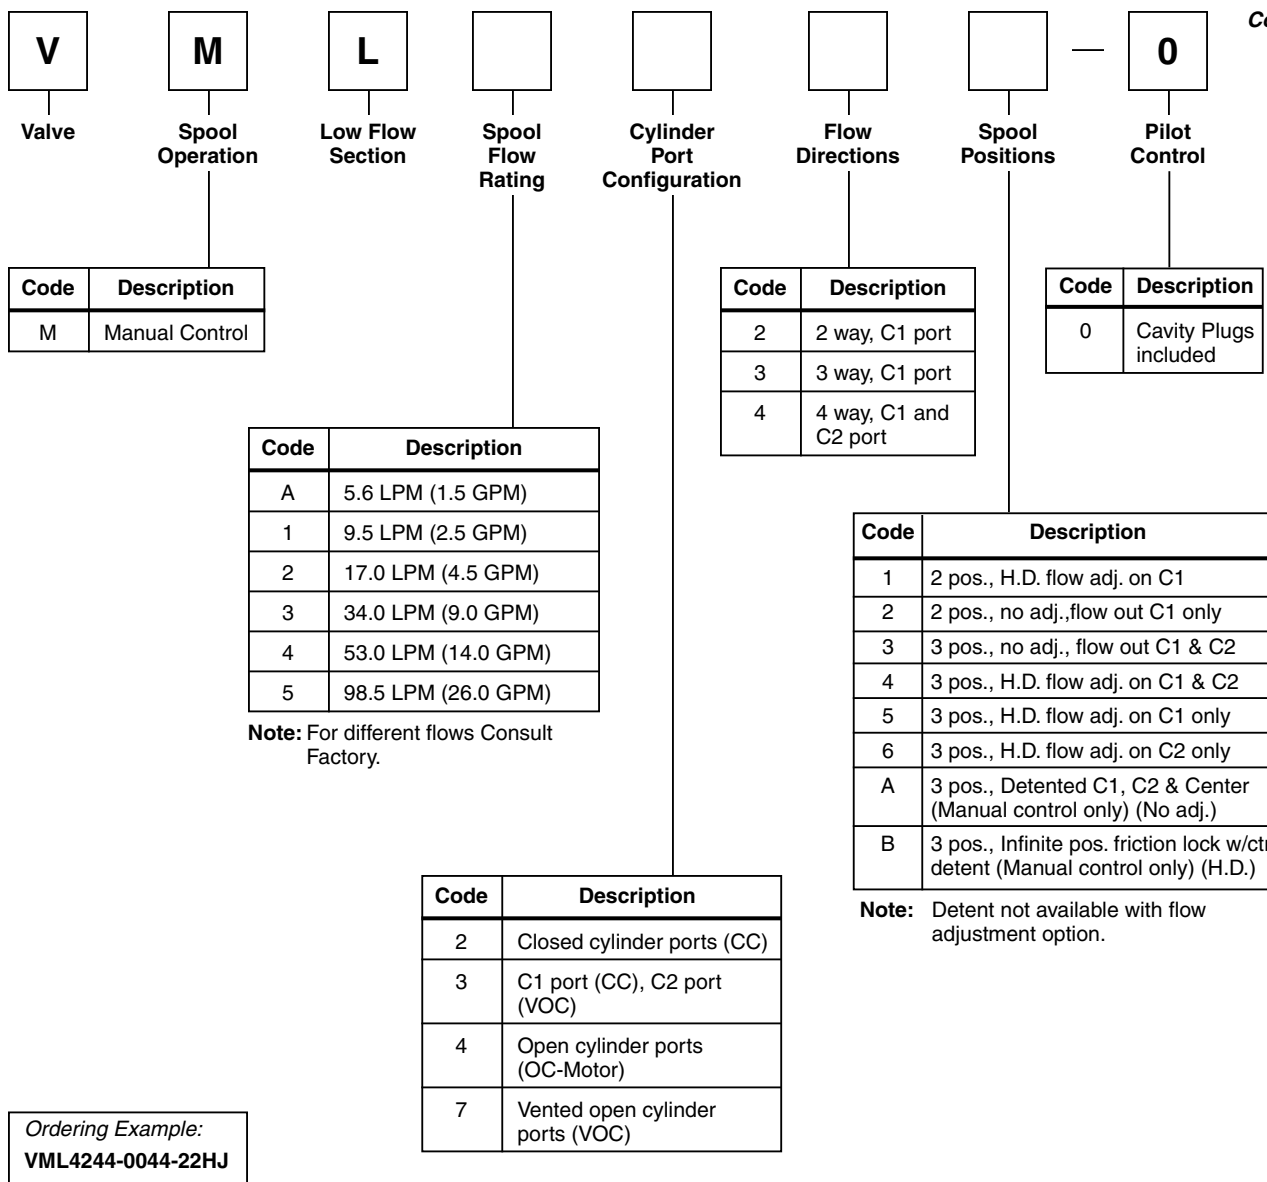 V M L — 0
Co
Valve
Spool
Operation
Low Flow
Section
Spool
Flow
Rating
Cylinder
Port
Configuration
Flow
Directions
Spool
Positions
Pilot
Control
Code Description
M Manual Control
Code Description
2 2 way, C1 port
3 3 way, C1 port
4 4 way, C1 and
C2 port
Code Description
0 Cavity Plugs
included
Code Description
A 5.6 LPM (1.5 GPM)
1 9.5 LPM (2.5 GPM)
2 17.0 LPM (4.5 GPM)
3 34.0 LPM (9.0 GPM)
4 53.0 LPM (14.0 GPM)
5 98.5 LPM (26.0 GPM)
Note: For different flows Consult
Factory.
Code Description
1 2 pos., H.D. flow adj. on C1
2 2 pos., no adj.,flow out C1 only
3 3 pos., no adj., flow out C1 & C2
4 3 pos., H.D. flow adj. on C1 & C2
5 3 pos., H.D. flow adj. on C1 only
6 3 pos., H.D. flow adj. on C2 only
A 3 pos., Detented C1, C2 & Center
(Manual control only) (No adj.)
B 3 pos., Infinite pos. friction lock w/ctr
detent (Manual control only) (H.D.)
Note: Detent not available with flow
adjustment option.
Code Description
2 Closed cylinder ports (CC)
3 C1 port (CC), C2 port
(VOC)
4 Open cylinder ports
(OC-Motor)
7 Vented open cylinder
ports (VOC)
Ordering Example:
VML4244-0044-22HJ